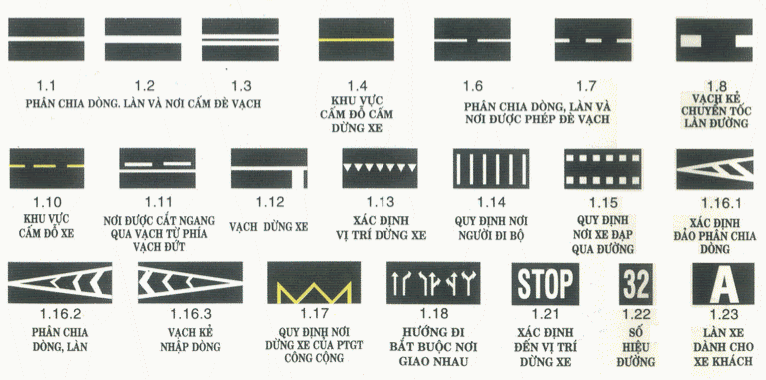 1.1 1.2 1.3 1.4 1.6 1.7 1.8
PHÂN CHIA DÒNG. LÀN VÀ NƠI CẤM ĐÈ VẠCH
KHU VỰC
CẤM ĐỖ CẤM
DỪNG XE
PHÂN CHIA DÒNG, LÀN VÀ
NƠI ĐƯỢC PHÉP ĐÈ VẠCH
VẠCH KẺ
CHUYỂN TỐC
LÀN ĐƯỜNG
1.10 1.11 1.12 1.13 1.14 1.15 1.16.1
KHU VỰC
CẤM ĐỖ XE
NƠI ĐƯỢC CẮT NGANG
QUA VẠCH TỪ PHÍA
VẠCH ĐỨT
VẠCH DỪNG XE
XÁC ĐỊNH
VỊ TRÍ DỪNG XE
QUY ĐỊNH NƠI
NGƯỜI ĐI BỘ
QUY ĐỊNH
NƠI XE ĐẠP
QUA ĐƯỜNG
XÁC ĐỊNH
ĐẢO PHÂN CHIA
DÒNG
STOP 32 A
1.16.2 1.16.3 1.17 1.18 1.21 1.22 1.23
PHÂN CHIA
DÒNG, LÀN
VẠCH KẺ
NHẬP DÒNG
QUY ĐỊNH NƠI
DỪNG XE CỦA PTGT
CÔNG CỘNG
HƯỚNG ĐI
BẮT BUỘC NƠI
GIAO NHAU
XÁC ĐỊNH
ĐẾN VỊ TRÍ
DỪNG XE
SỐ
HIỆU
ĐƯỜNG
LÀN XE
DÀNH CHO
XE KHÁCH